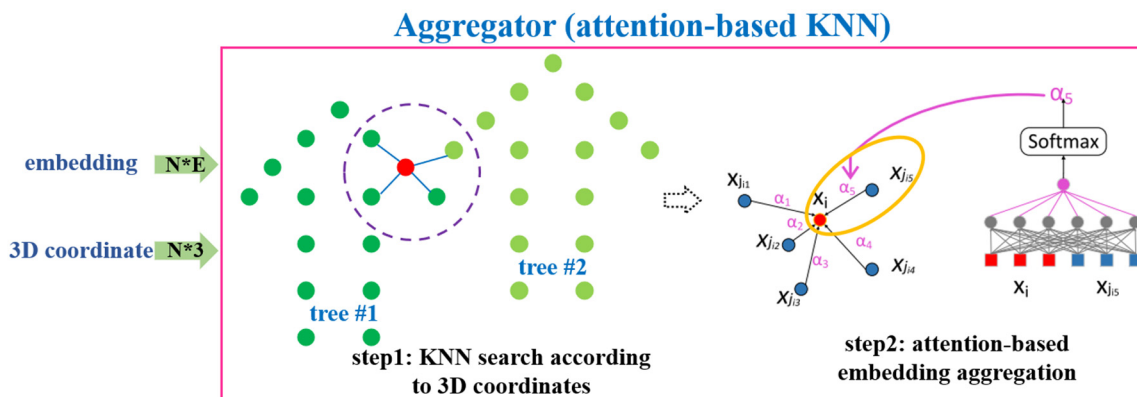 Aggregator (attention-based KNN)
embedding
N*E
3D coordinate
N*3
tree #1
tree #2
step1: KNN search according
to 3D coordinates
α5
Softmax
Xji1
α1
Xi
α5
Xji5
α2
Xji2
α4
α3
Xji4
Xji3
Xi
Xji5
step2: attention-based
embedding aggregation